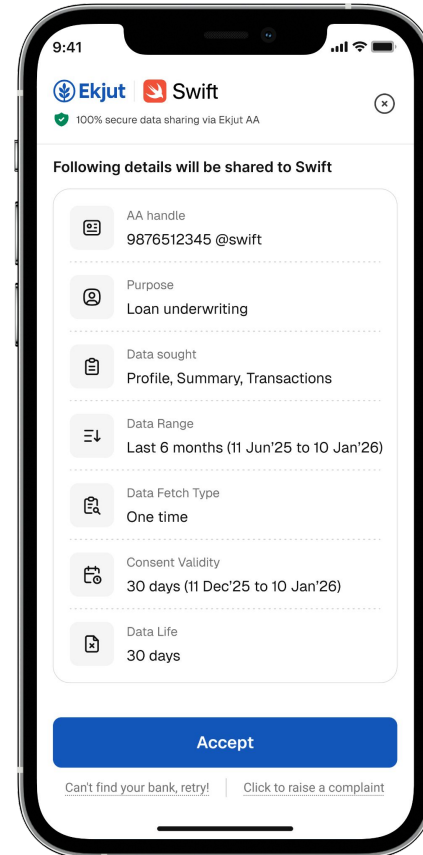 9:41
Ekjut Swift
100% secure data sharing via Ekjut AA
Following details will be shared to Swift
AA handle
9876512345 @swift
Purpose
Loan underwriting
Data sought
Profile, Summary, Transactions
Data Range
Last 6 months (11 Jun’25 to 10 Jan’26)
Data Fetch Type
One time
Consent Validity
30 days (11 Dec’25 to 10 Jan’26)
Data Life
30 days
Accept
Can't find your bank, retry! Click to raise a complaint